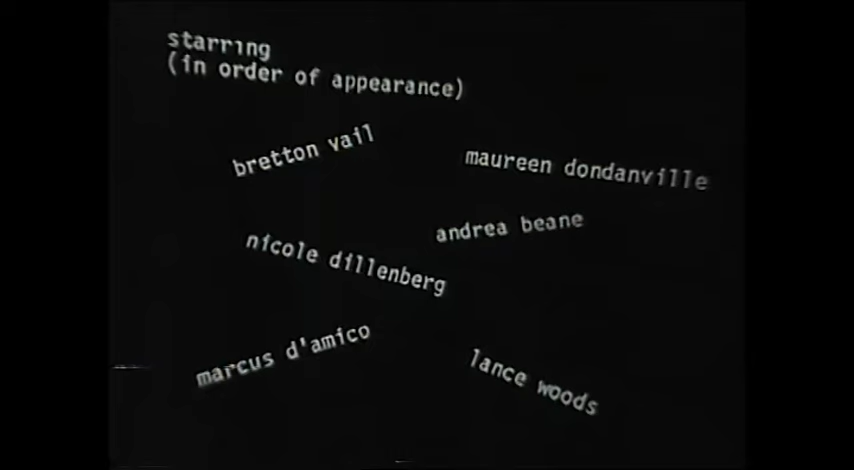 starring
(in order of appearance)
bretton vail
maureen dondanville
andrea beane
nicole dillenberg
marcus d'amico
lance woods